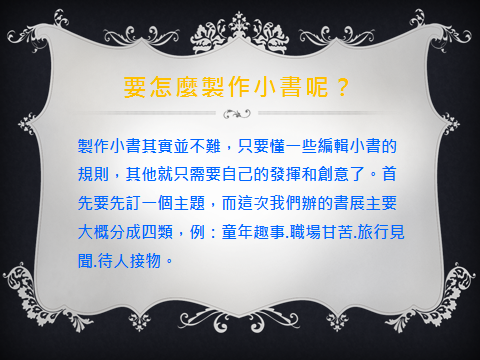 要怎麼製作小書呢？
製作小書其實並不難，只要懂一些編輯小書的
規則，其他就只需要自己的發揮和創意了。首
先要先訂一個主題，而這次我們辦的書展主要
大概分成四類，例：童年趣事.職場甘苦.旅行見
聞.待人接物。